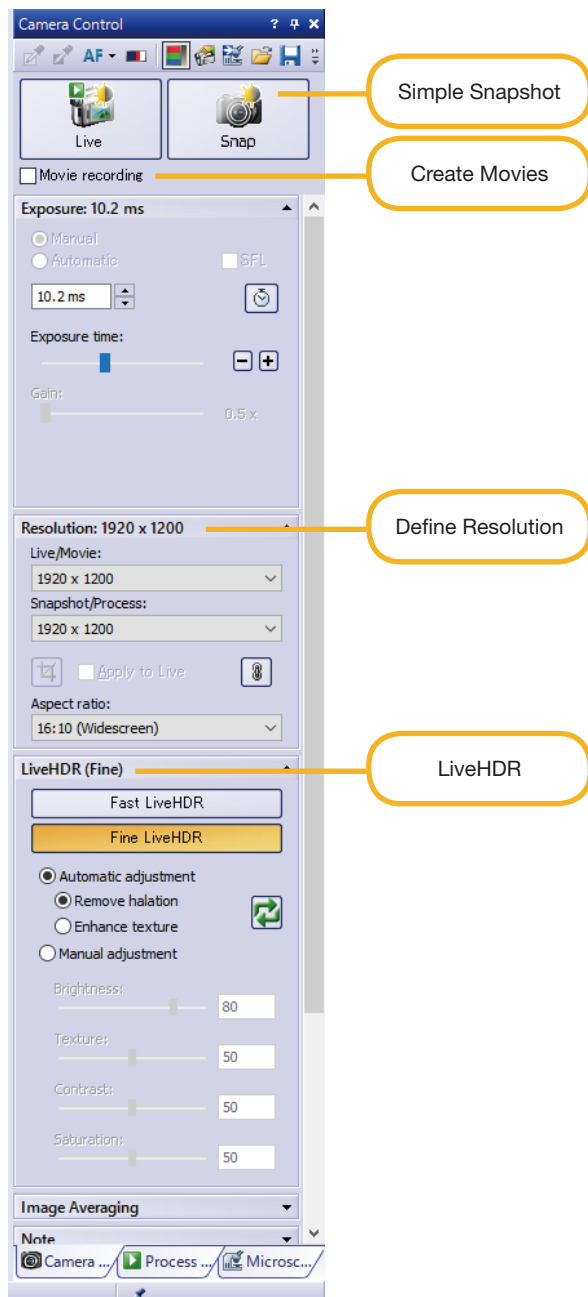 Camera Control ?
AF
Live Snap
Simple Snapshot
Movie recording
Create Movies
Exposure: 10.2 ms
Manual
Automatic SFL
10.2 ms
Exposure time:
Gain:
0.5 x
Resolution: 1920 x 1200
Define Resolution
Live/Movie:
1920 x 1200
Snapshot/Process:
1920 x 1200
Apply to Live
Aspect ratio:
16:10 (Widescreen)
LiveHDR (Fine)
LiveHDR
Fast LiveHDR
Fine LiveHDR
Automatic adjustment
Remove halation
Enhance texture
Manual adjustment
Brightness:
80
Texture:
50
Contrast:
50
Saturation:
50
Image Averaging
Note
Camera ... Process ... Microsc...